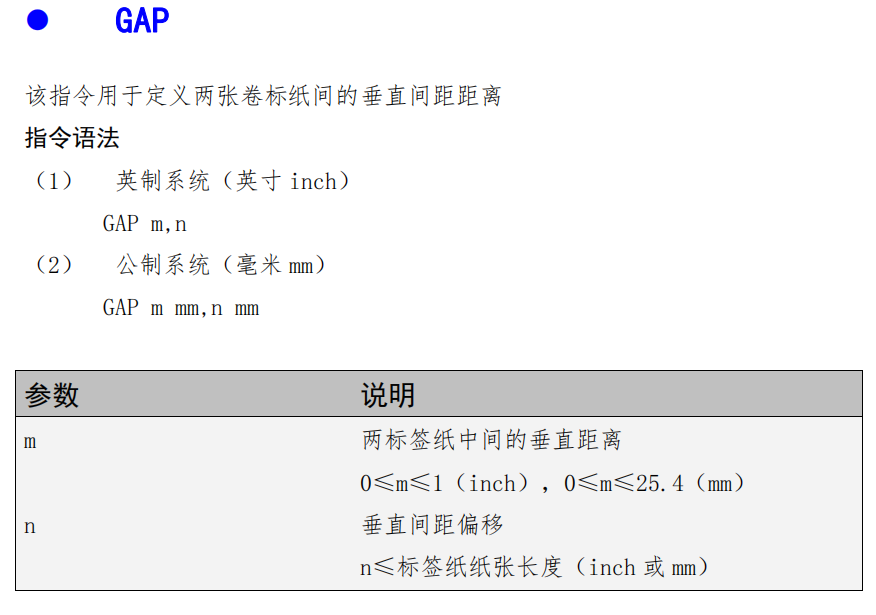 ● GAP
该指令用于定义两张卷标纸间的垂直间距距离
指令语法
（1） 英制系统（英寸 inch）
GAP m,n
（2） 公制系统（毫米 mm）
GAP m mm,n mm
参数 说明
m 两标签纸中间的垂直距离
0≤m≤1（inch），0≤m≤25.4（mm）
n 垂直间距偏移
n≤标签纸纸张长度（inch 或 mm）